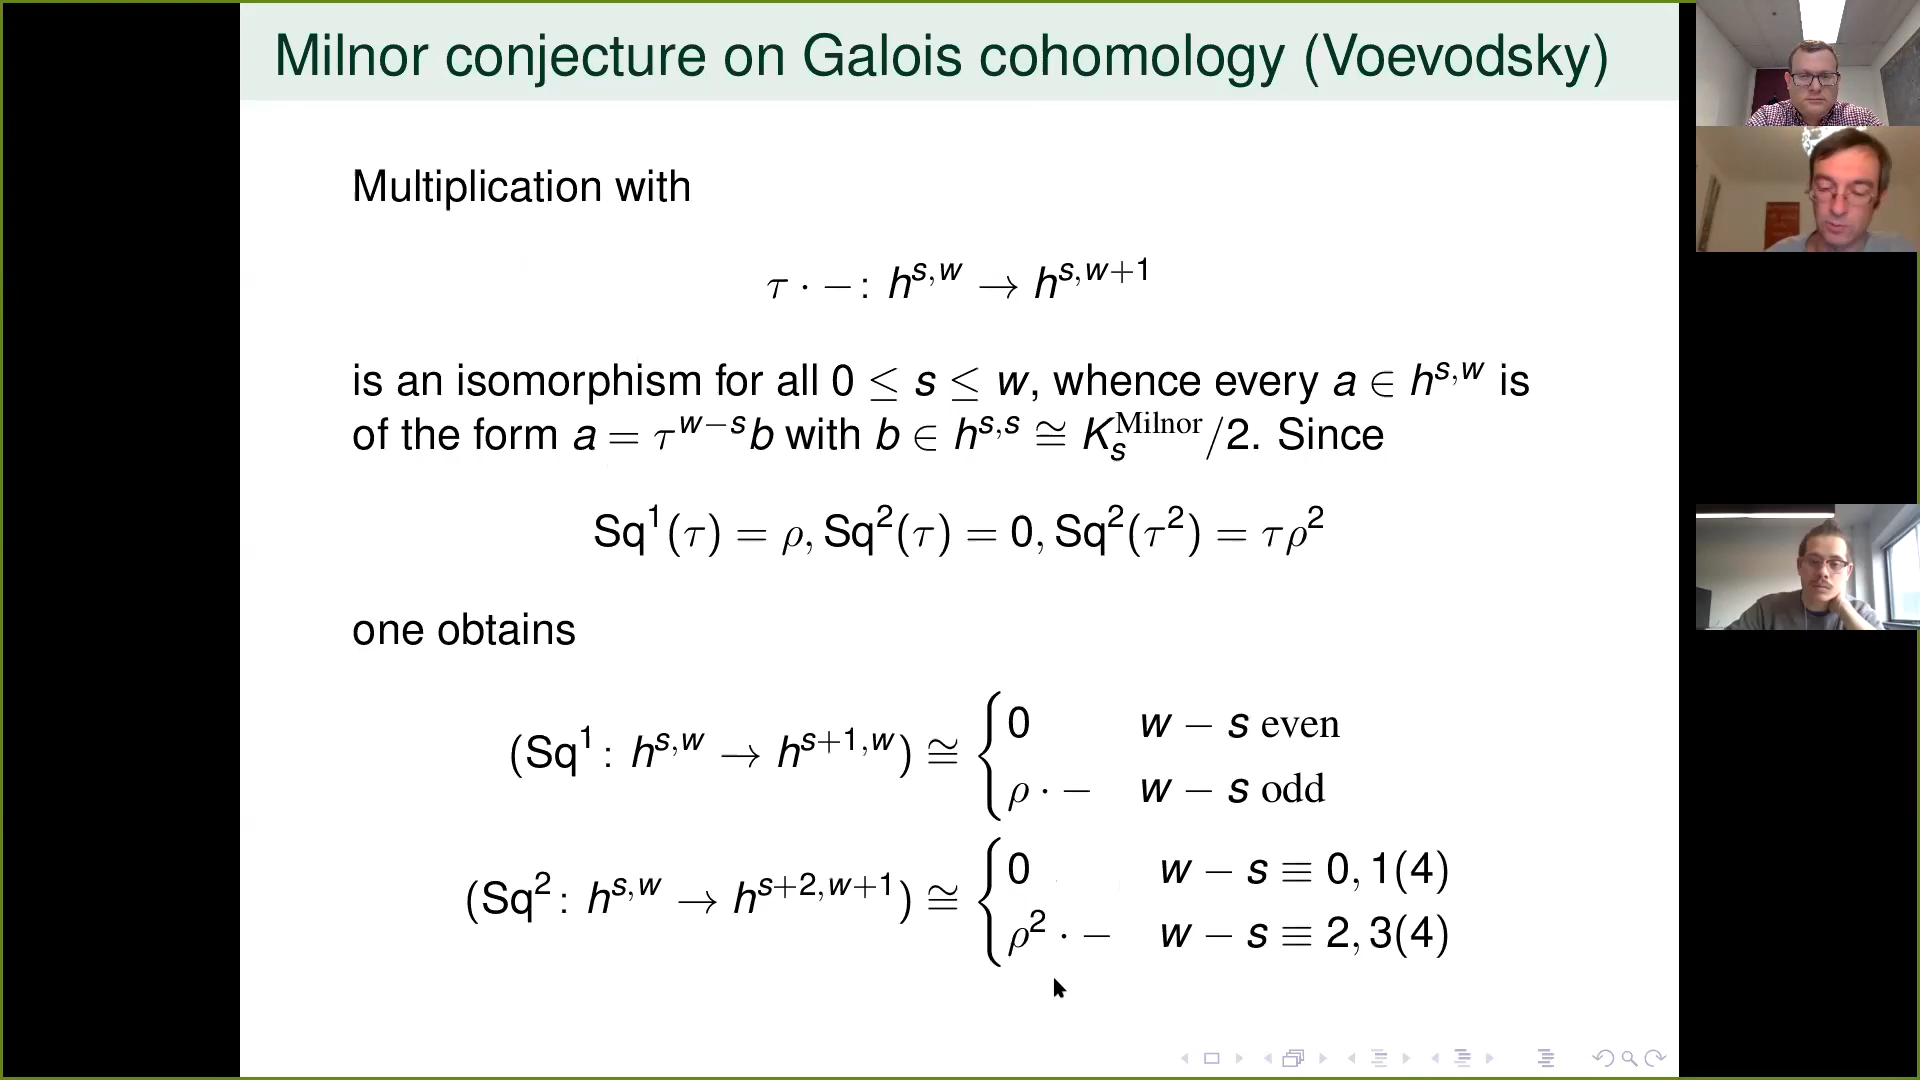 Milnor conjecture on Galois cohomology (Voevodsky)
Multiplication with
τ · − : h^{s,w} → h^{s,w+1}
is an isomorphism for all 0 ≤ s ≤ w, whence every a ∈ h^{s,w} is
of the form a = τ^{w−s}b with b ∈ h^{s,s} ≅ K_s^{Milnor}/2. Since
Sq^1(τ) = ρ, Sq^2(τ) = 0, Sq^2(τ^2) = τρ^2
one obtains
(Sq^1 : h^{s,w} → h^{s+1,w}) ≅ { 0 w − s even
ρ · − w − s odd
(Sq^2 : h^{s,w} → h^{s+2,w+1}) ≅ { 0 w − s ≡ 0, 1(4)
ρ^2 · − w − s ≡ 2, 3(4)